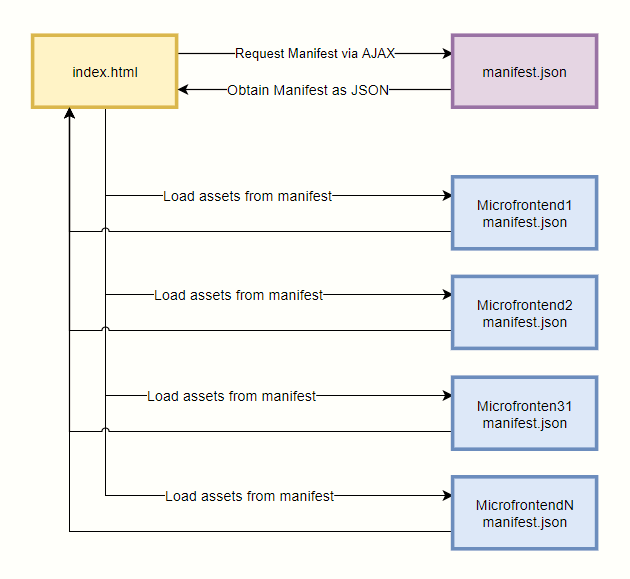 index.html
Request Manifest via AJAX
manifest.json
Obtain Manifest as JSON
Load assets from manifest
Microfrontend1
manifest.json
Load assets from manifest
Microfrontend2
manifest.json
Load assets from manifest
Microfronten31
manifest.json
Load assets from manifest
MicrofrontendN
manifest.json